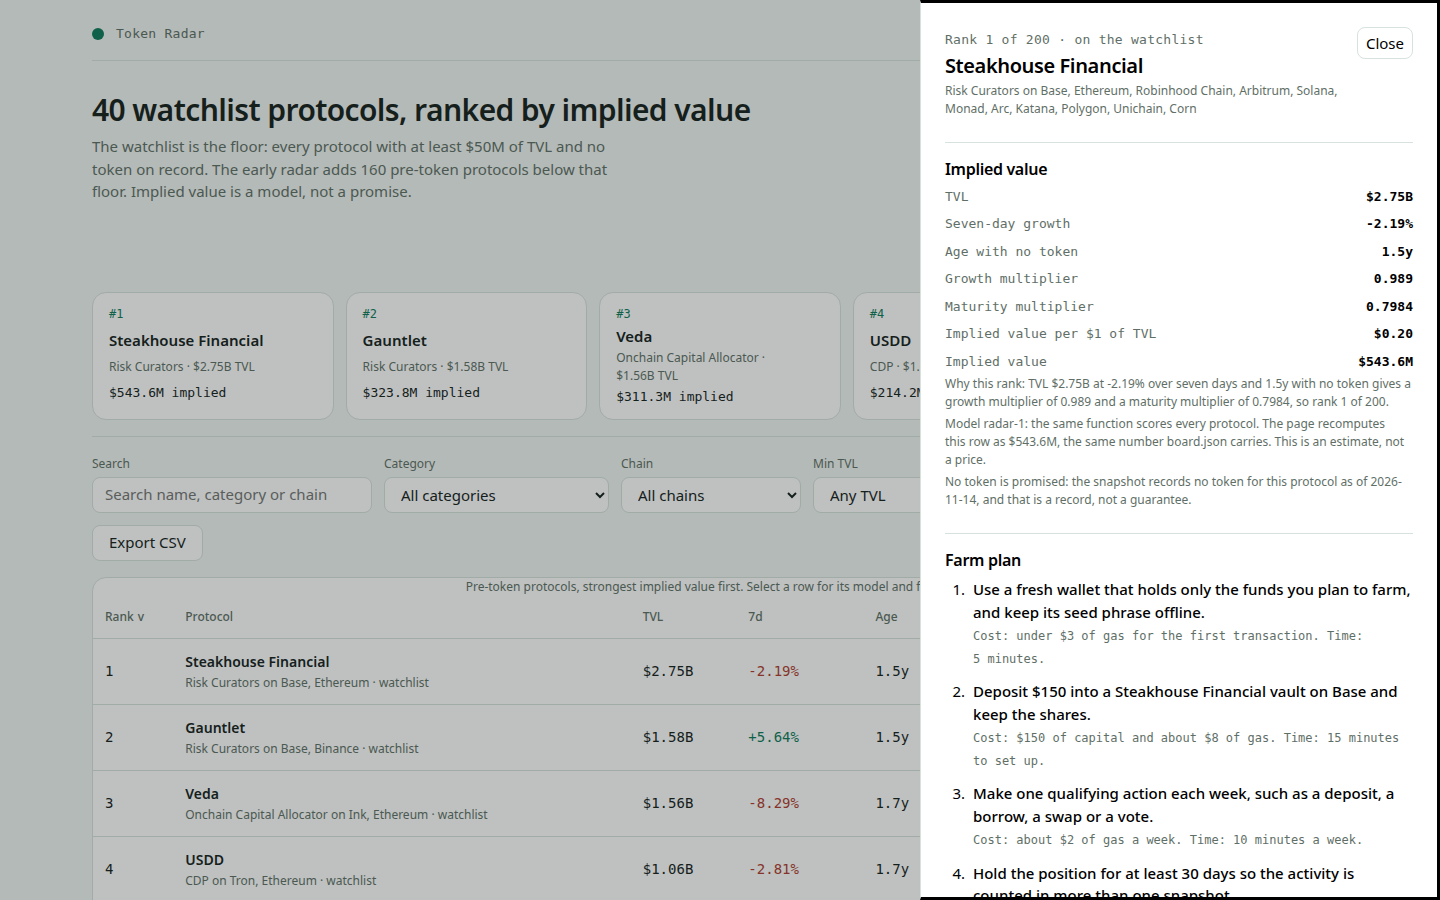 Token Radar
40 watchlist protocols, ranked by implied value
The watchlist is the floor: every protocol with at least $50M of TVL and no
token on record. The early radar adds 160 pre-token protocols below that
floor. Implied value is a model, not a promise.
#1
Steakhouse Financial
Risk Curators · $2.75B TVL
$543.6M implied
#2
Gauntlet
Risk Curators · $1.58B TVL
$323.8M implied
#3
Veda
Onchain Capital Allocator ·
$1.56B TVL
$311.3M implied
#4
USDD
CDP · $1.
$214.2M
Search
Category
Chain
Min TVL
Search name, category or chain
All categories
All chains
Any TVL
Export CSV
Pre-token protocols, strongest implied value first. Select a row for its model and f
Rank v
Protocol
TVL
7d
Age
1
Steakhouse Financial
Risk Curators on Base, Ethereum · watchlist
$2.75B
-2.19%
1.5y
2
Gauntlet
Risk Curators on Base, Binance · watchlist
$1.58B
+5.64%
1.5y
3
Veda
Onchain Capital Allocator on Ink, Ethereum · watchlist
$1.56B
-8.29%
1.7y
4
USDD
CDP on Tron, Ethereum · watchlist
$1.06B
-2.81%
1.7y
Rank 1 of 200 · on the watchlist
Close
Steakhouse Financial
Risk Curators on Base, Ethereum, Robinhood Chain, Arbitrum, Solana,
Monad, Arc, Katana, Polygon, Unichain, Corn
Implied value
TVL $2.75B
Seven-day growth -2.19%
Age with no token 1.5y
Growth multiplier 0.989
Maturity multiplier 0.7984
Implied value per $1 of TVL $0.20
Implied value $543.6M
Why this rank: TVL $2.75B at -2.19% over seven days and 1.5y with no token gives a
growth multiplier of 0.989 and a maturity multiplier of 0.7984, so rank 1 of 200.
Model radar-1: the same function scores every protocol. The page recomputes
this row as $543.6M, the same number board.json carries. This is an estimate, not
a price.
No token is promised: the snapshot records no token for this protocol as of 2026-
11-14, and that is a record, not a guarantee.
Farm plan
1. Use a fresh wallet that holds only the funds you plan to farm,
and keep its seed phrase offline.
Cost: under $3 of gas for the first transaction. Time:
5 minutes.
2. Deposit $150 into a Steakhouse Financial vault on Base and
keep the shares.
Cost: $150 of capital and about $8 of gas. Time: 15 minutes
to set up.
3. Make one qualifying action each week, such as a deposit, a
borrow, a swap or a vote.
Cost: about $2 of gas a week. Time: 10 minutes a week.
4. Hold the position for at least 30 days so the activity is
counted in more than one snapshot.